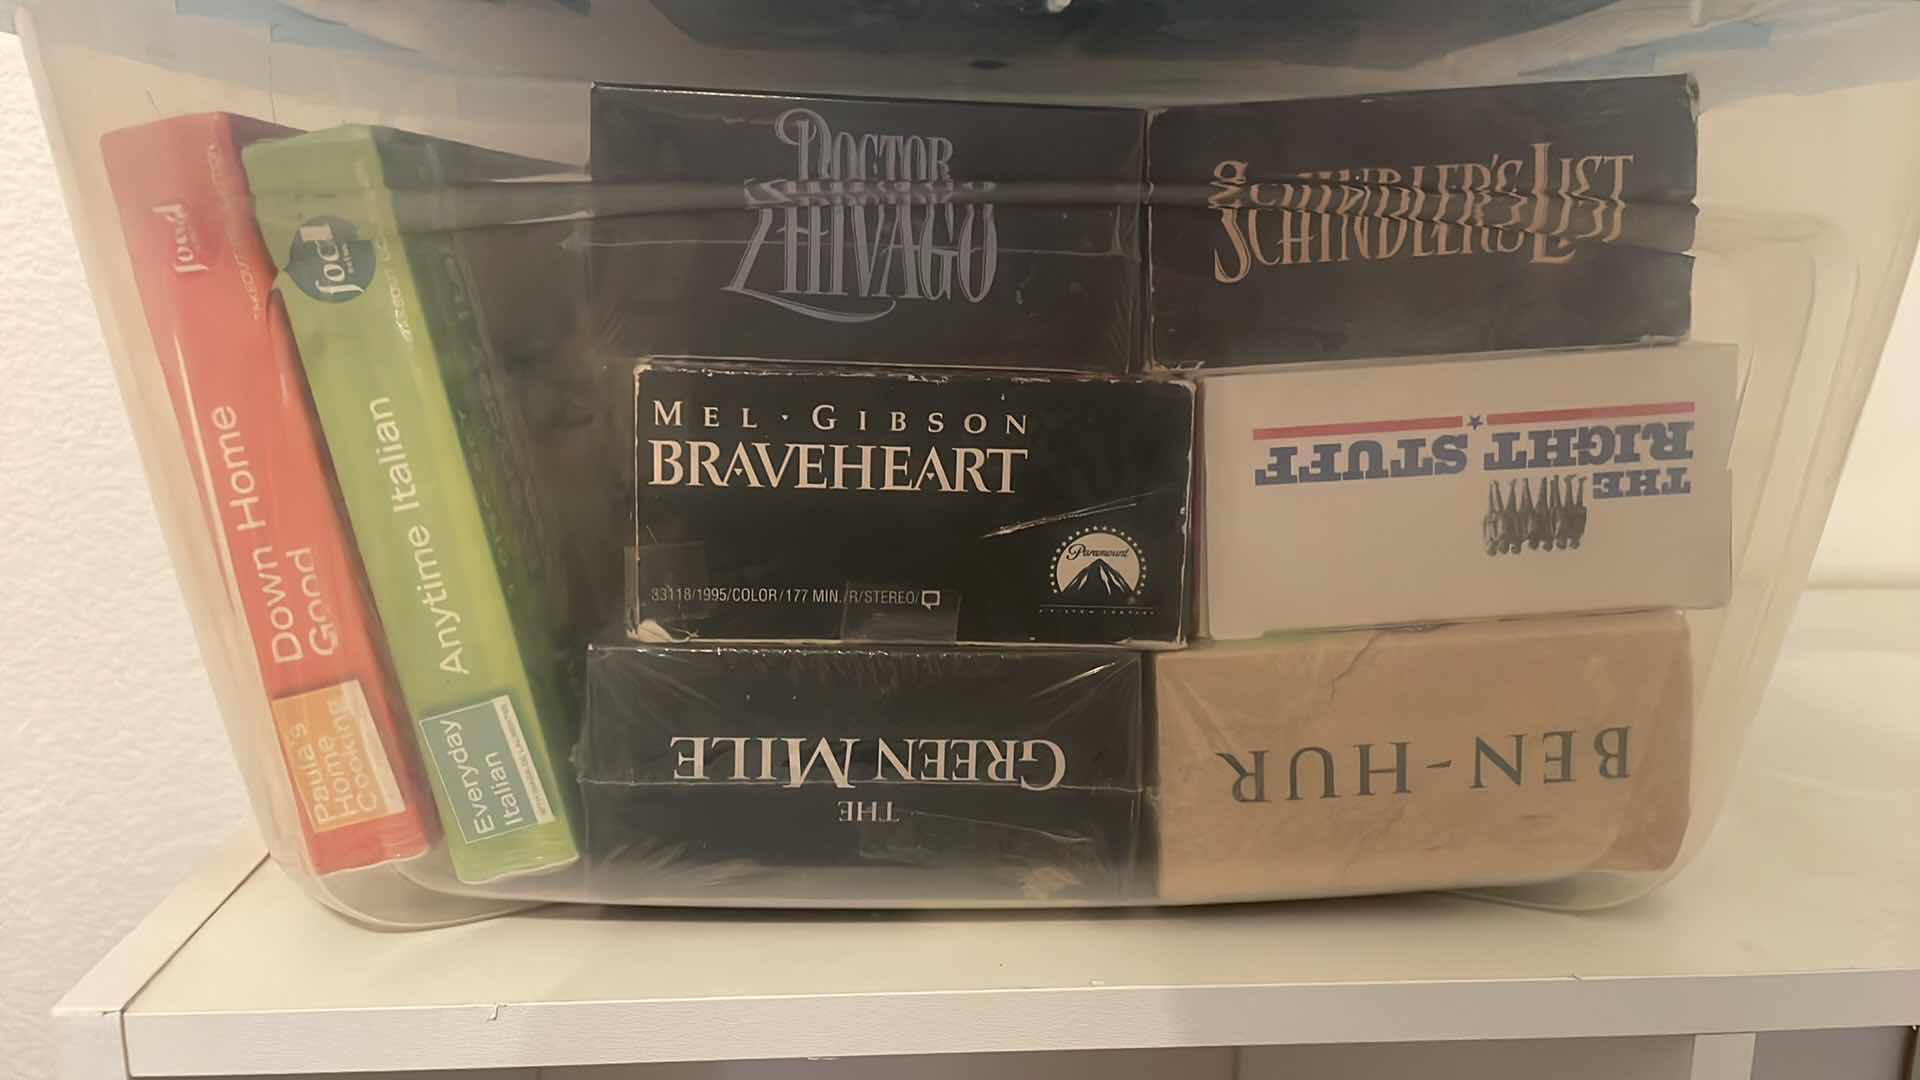 food
Down Home
Good
Paula's
Home
Cooking
food
network
Anytime Italian
Everyday
Italian
DOCTOR
ZHIVAGO
SCHINDLER'S LIST
MEL · GIBSON
BRAVEHEART
Paramount
33118/1995/COLOR/177 MIN./R/STEREO/
THE
RIGHT STUFF
THE
GREEN MILE
BEN-HUR